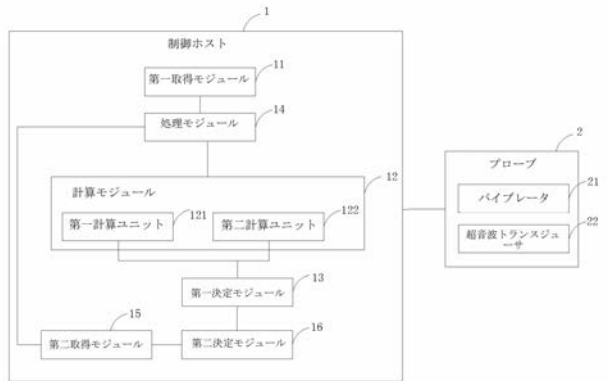 1
制御ホスト
11
第一取得モジュール
14
処理モジュール
2
プローブ
12
計算モジュール
21
バイブレータ
121
第一計算ユニット
122
第二計算ユニット
22
超音波トランスジュ
ーサ
13
第一決定モジュール
15
16
第二取得モジュール
第二決定モジュール